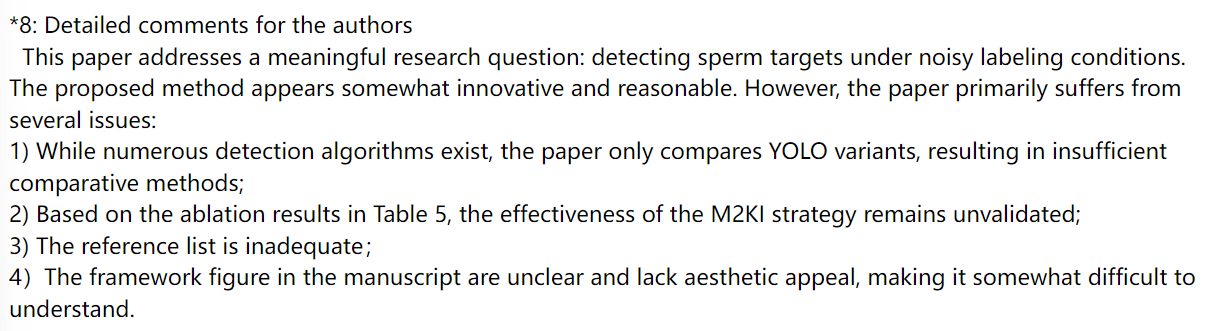 *8: Detailed comments for the authors
This paper addresses a meaningful research question: detecting sperm targets under noisy labeling conditions.
The proposed method appears somewhat innovative and reasonable. However, the paper primarily suffers from
several issues:
1) While numerous detection algorithms exist, the paper only compares YOLO variants, resulting in insufficient
comparative methods;
2) Based on the ablation results in Table 5, the effectiveness of the M2KI strategy remains unvalidated;
3) The reference list is inadequate;
4)  The framework figure in the manuscript are unclear and lack aesthetic appeal, making it somewhat difficult to
understand.